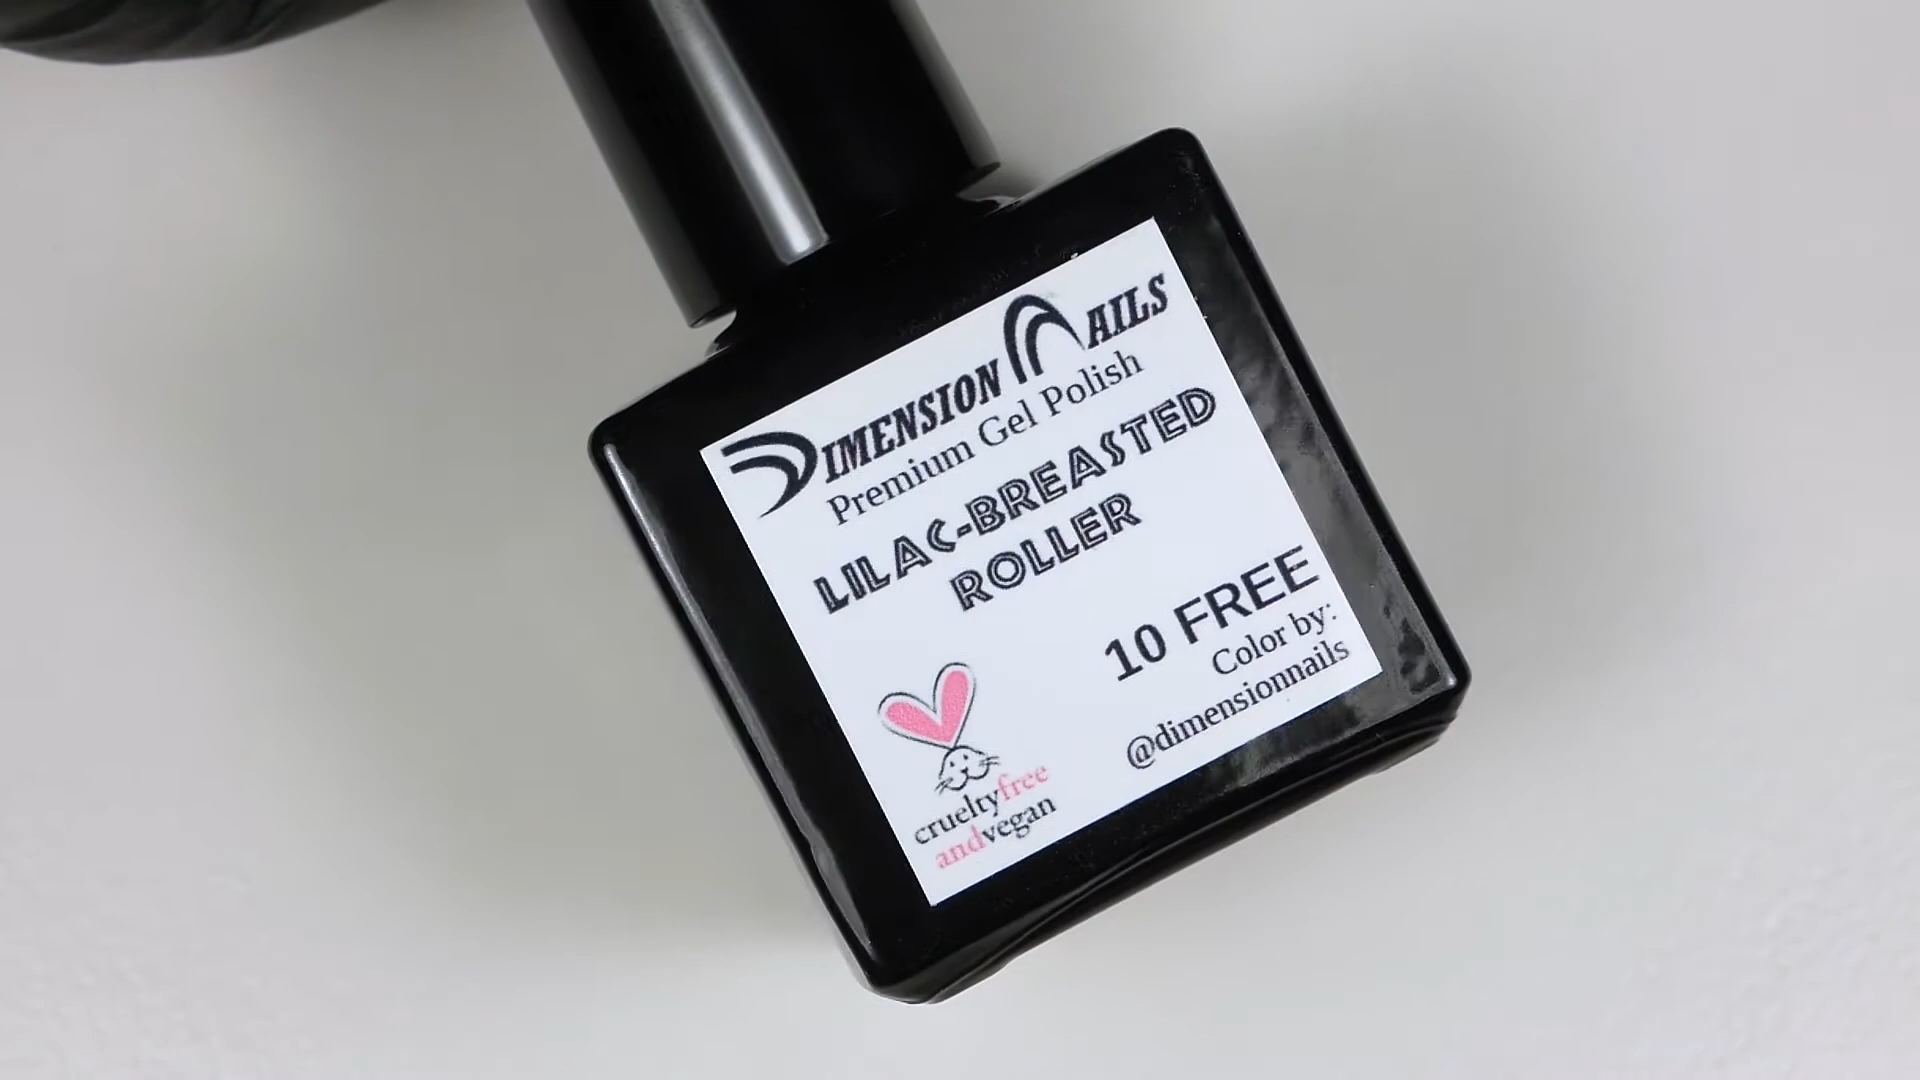 DIMENSION NAILS
Premium Gel Polish
LILAC-BREASTED
ROLLER
10 FREE
Color by:
@dimensionnails
crueltyfree
andvegan